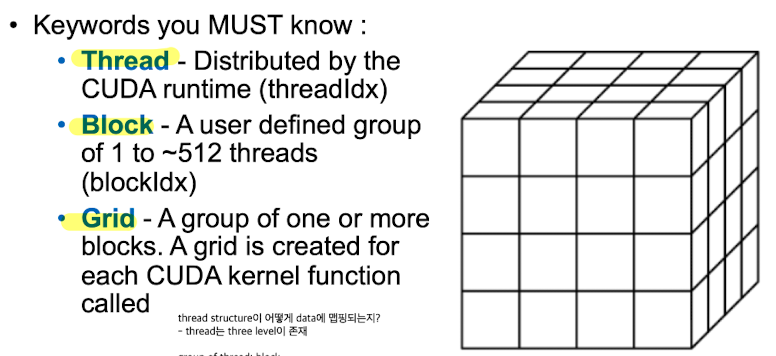 • Keywords you MUST know :
• Thread - Distributed by the
CUDA runtime (threadIdx)
• Block - A user defined group
of 1 to ~512 threads
(blockIdx)
• Grid - A group of one or more
blocks. A grid is created for
each CUDA kernel function
called
thread structure이 어떻게 data에 맵핑되는지?
- thread는 three level이 존재
group of thread: block